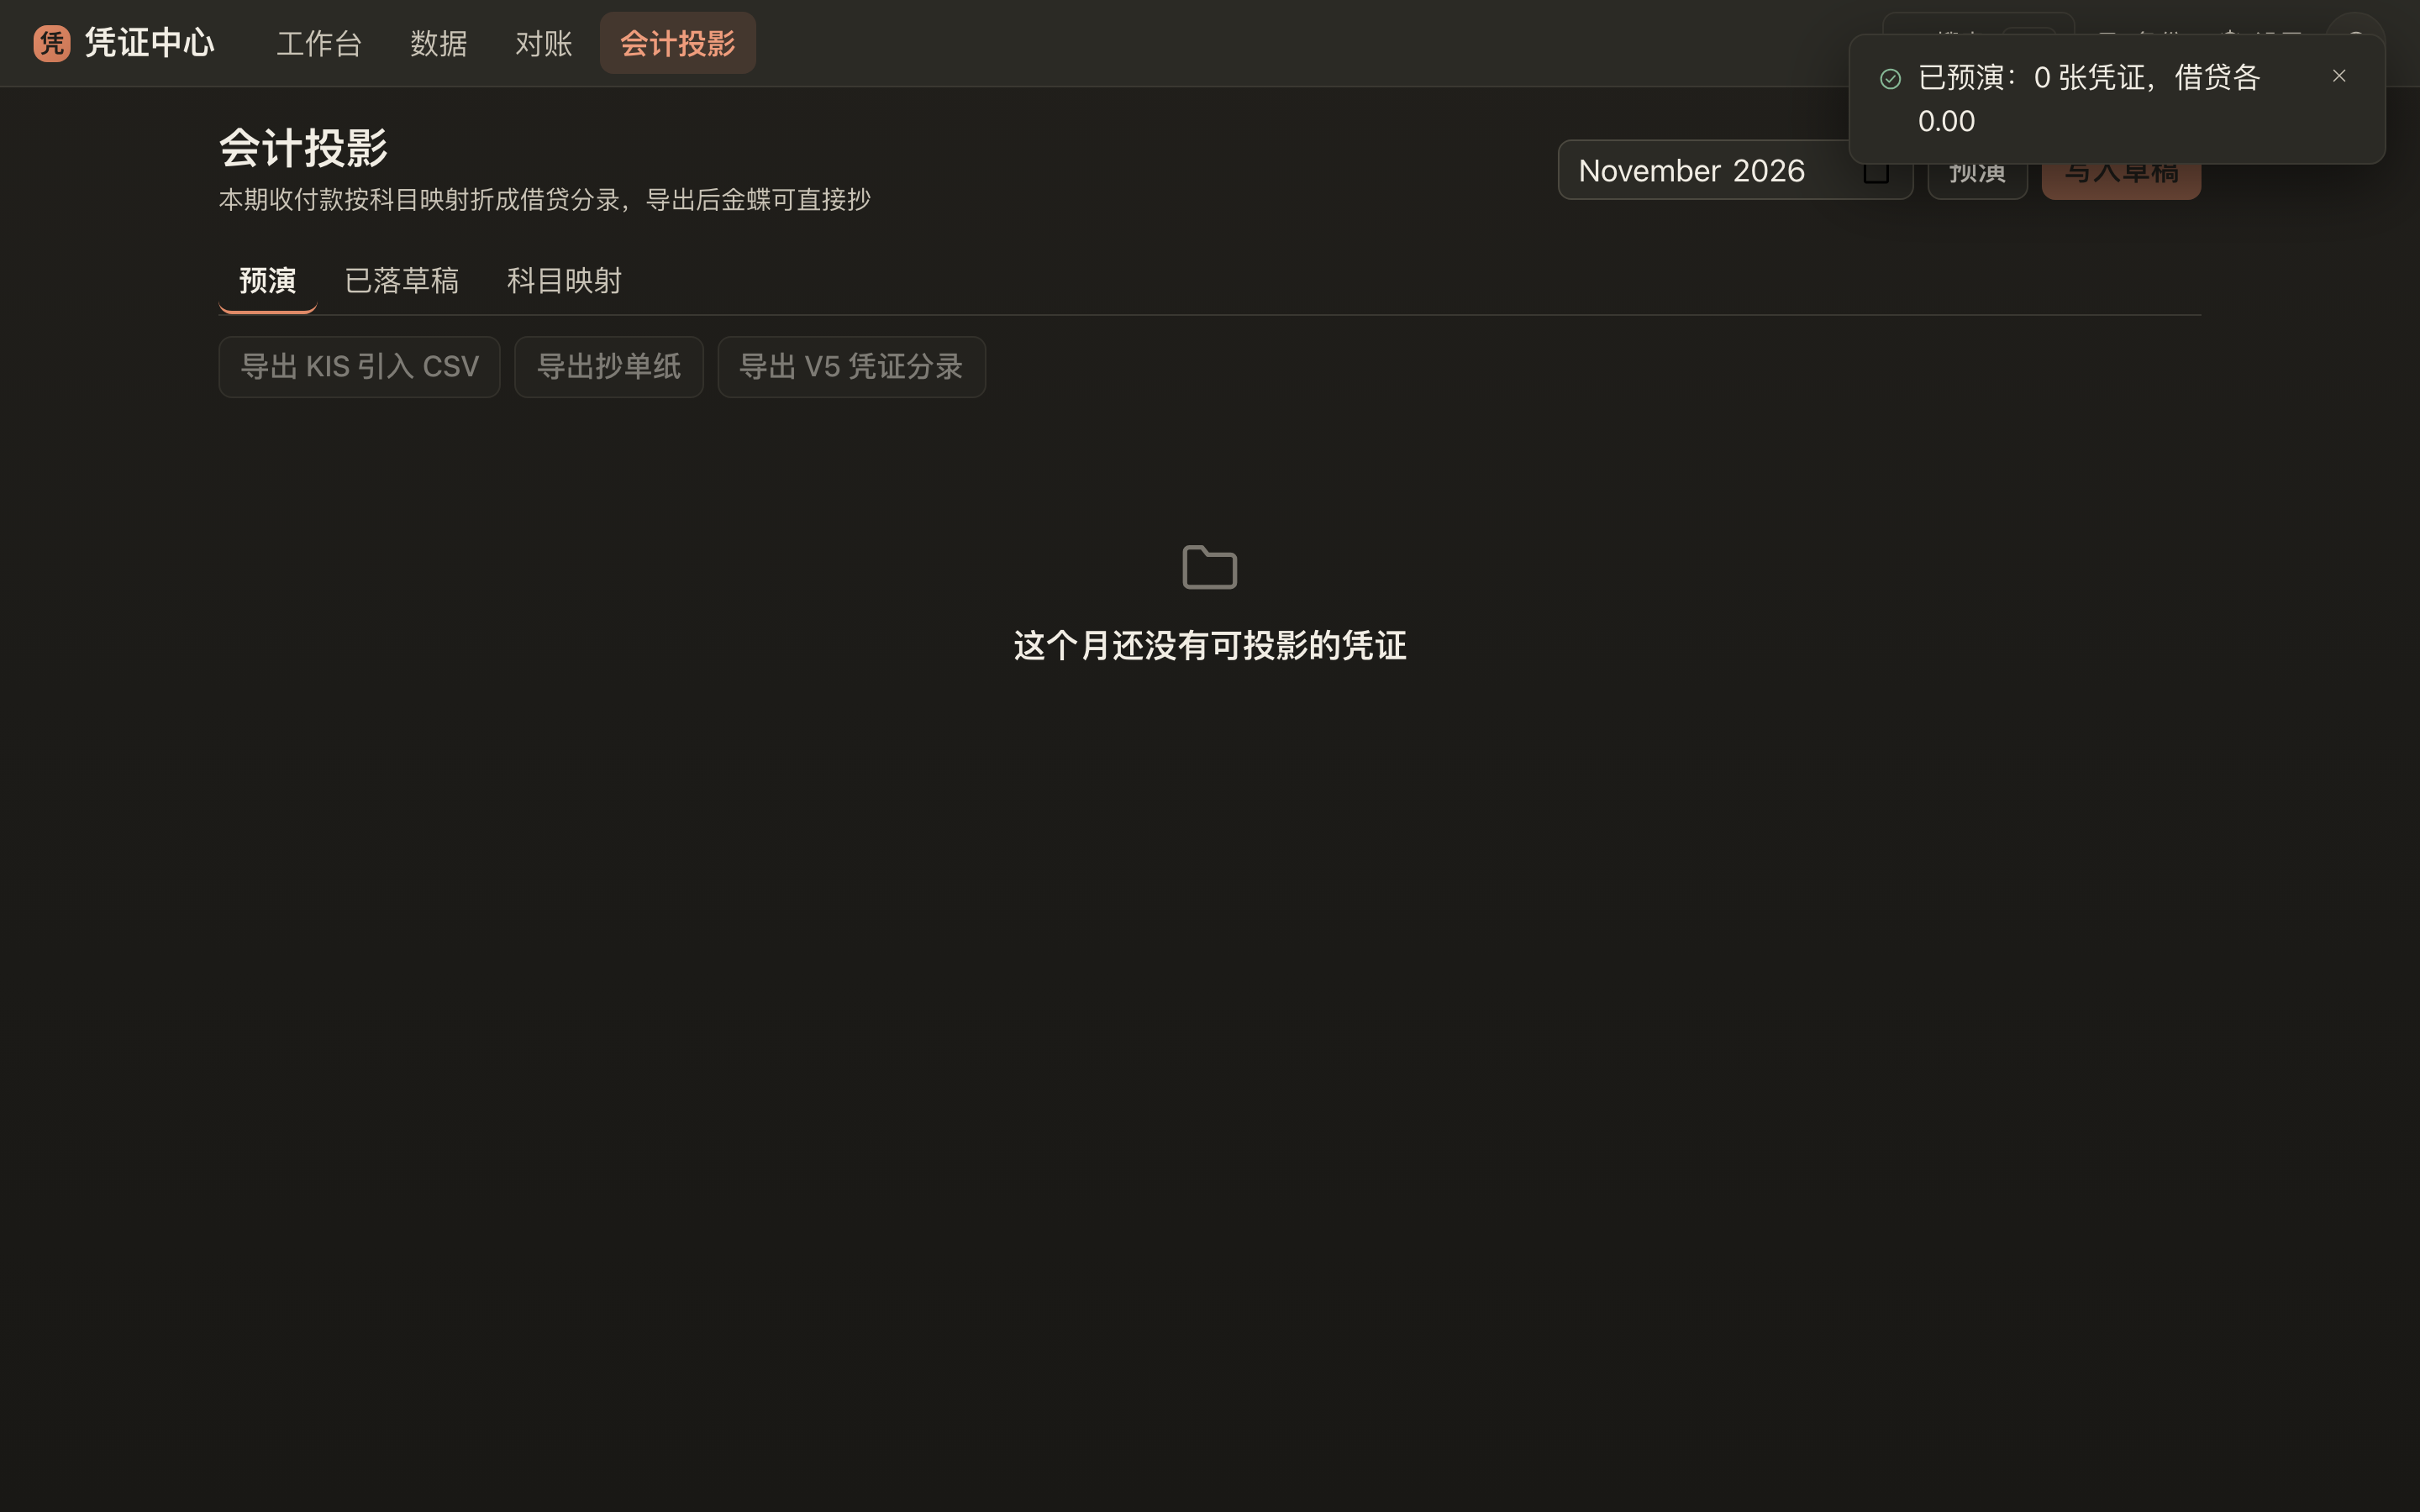 凭 凭证中心 工作台 数据 对账 会计投影
已预演：0 张凭证，借贷各
0.00
会计投影
本期收付款按科目映射折成借贷分录，导出后金蝶可直接抄
November 2026 预演 写入草稿
预演 已落草稿 科目映射
导出 KIS 引入 CSV 导出抄单纸 导出 V5 凭证分录
这个月还没有可投影的凭证